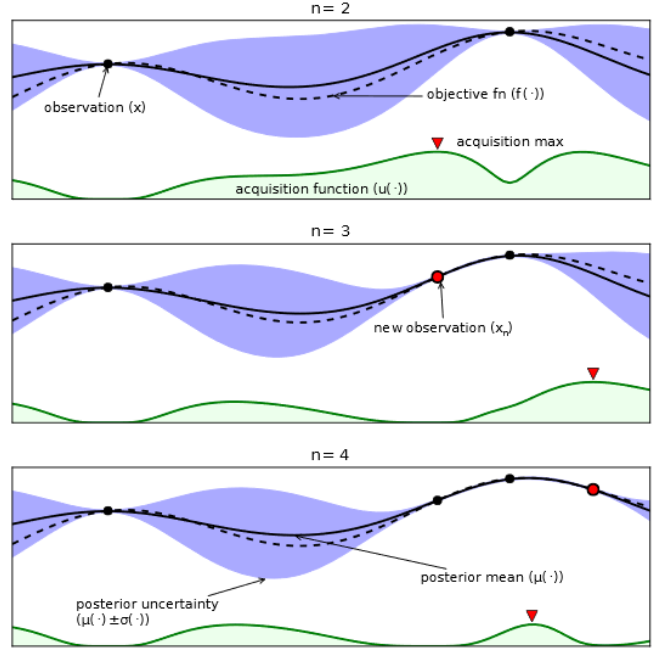 n= 2
observation (x)
objective fn (f(·))
acquisition max
acquisition function (u(·))
n= 3
new observation (xₙ)
n= 4
posterior mean (μ(·))
posterior uncertainty
(μ(·) ±σ(·))